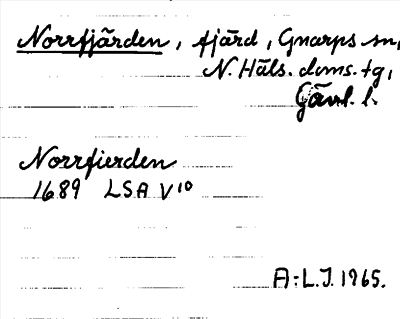 Norrfjärden, fjärd, Gnarps sn,
N. Häls. doms. tg,
Gävl. l.
Norrfierden
1689 LSA V¹⁰
A:L.J. 1965.